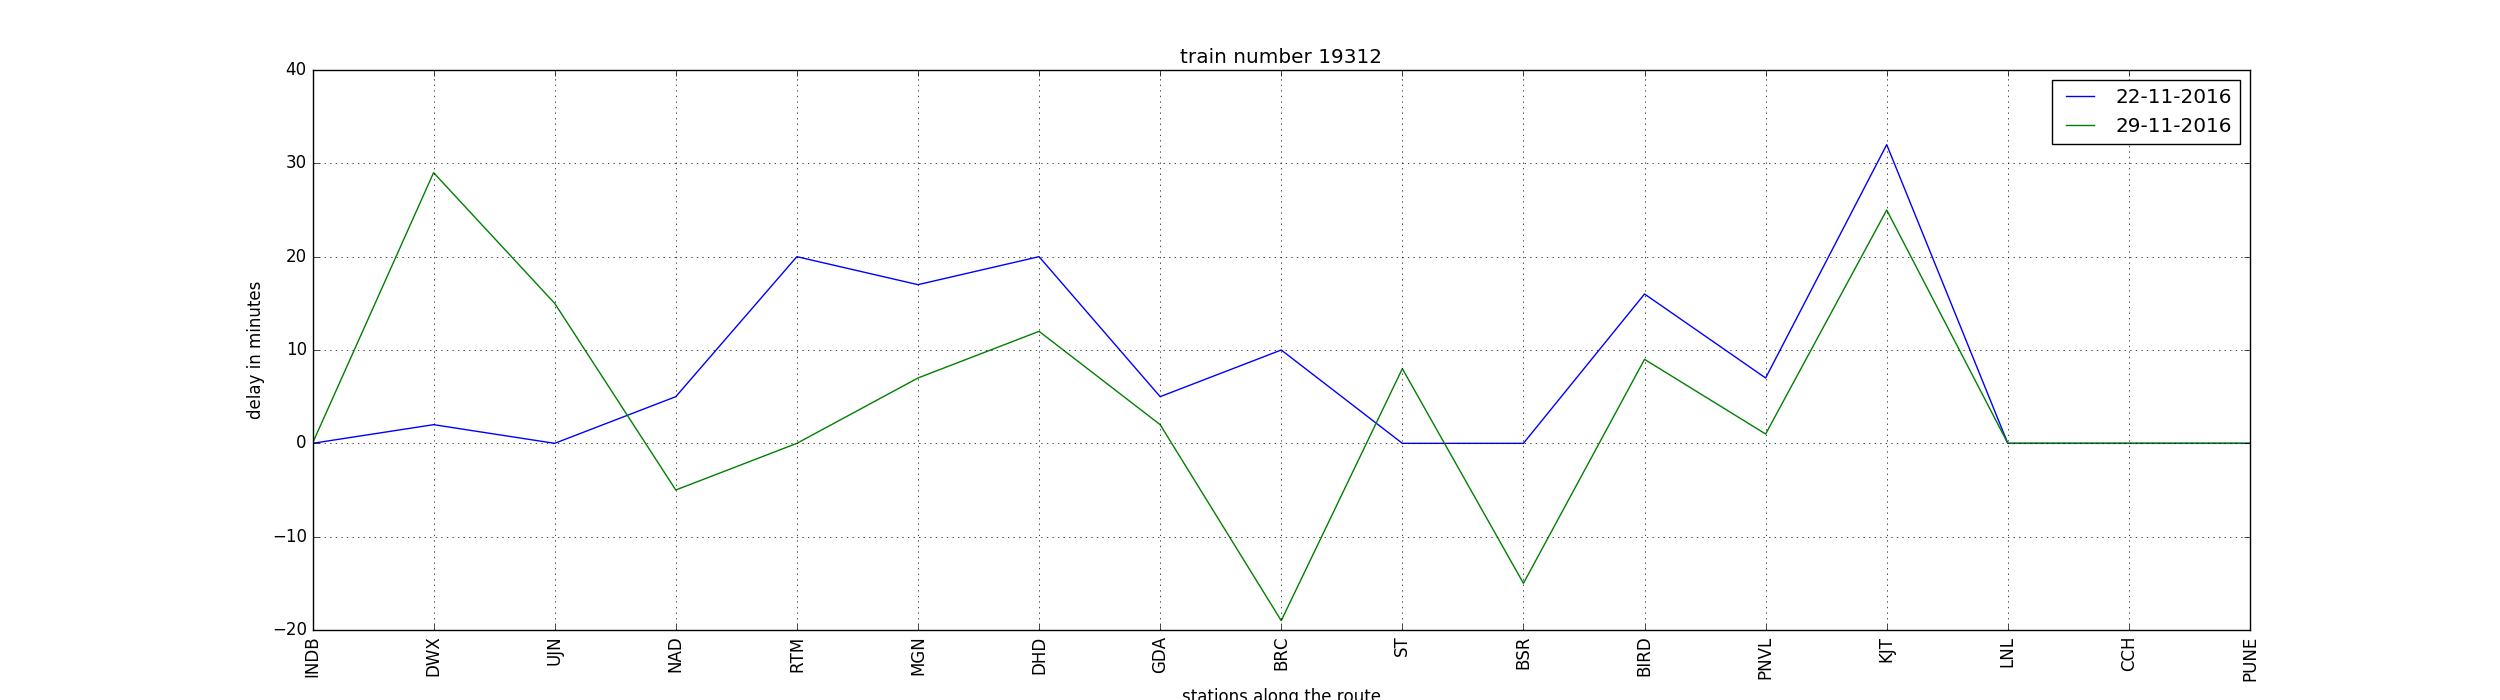 train number 19312
40
30
20
10
0
−10
−20
delay in minutes
22-11-2016
29-11-2016
INDB
DWX
UJN
NAD
RTM
MGN
DHD
GDA
BRC
ST
BSR
BIRD
PNVL
KJT
LNL
CCH
PUNE
stations along the route